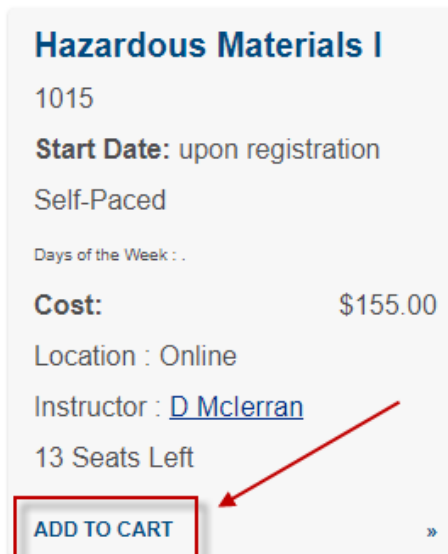 Hazardous Materials I
1015
Start Date: upon registration
Self-Paced
Days of the Week : .
Cost: $155.00
Location : Online
Instructor : D Mclerran
13 Seats Left
ADD TO CART »